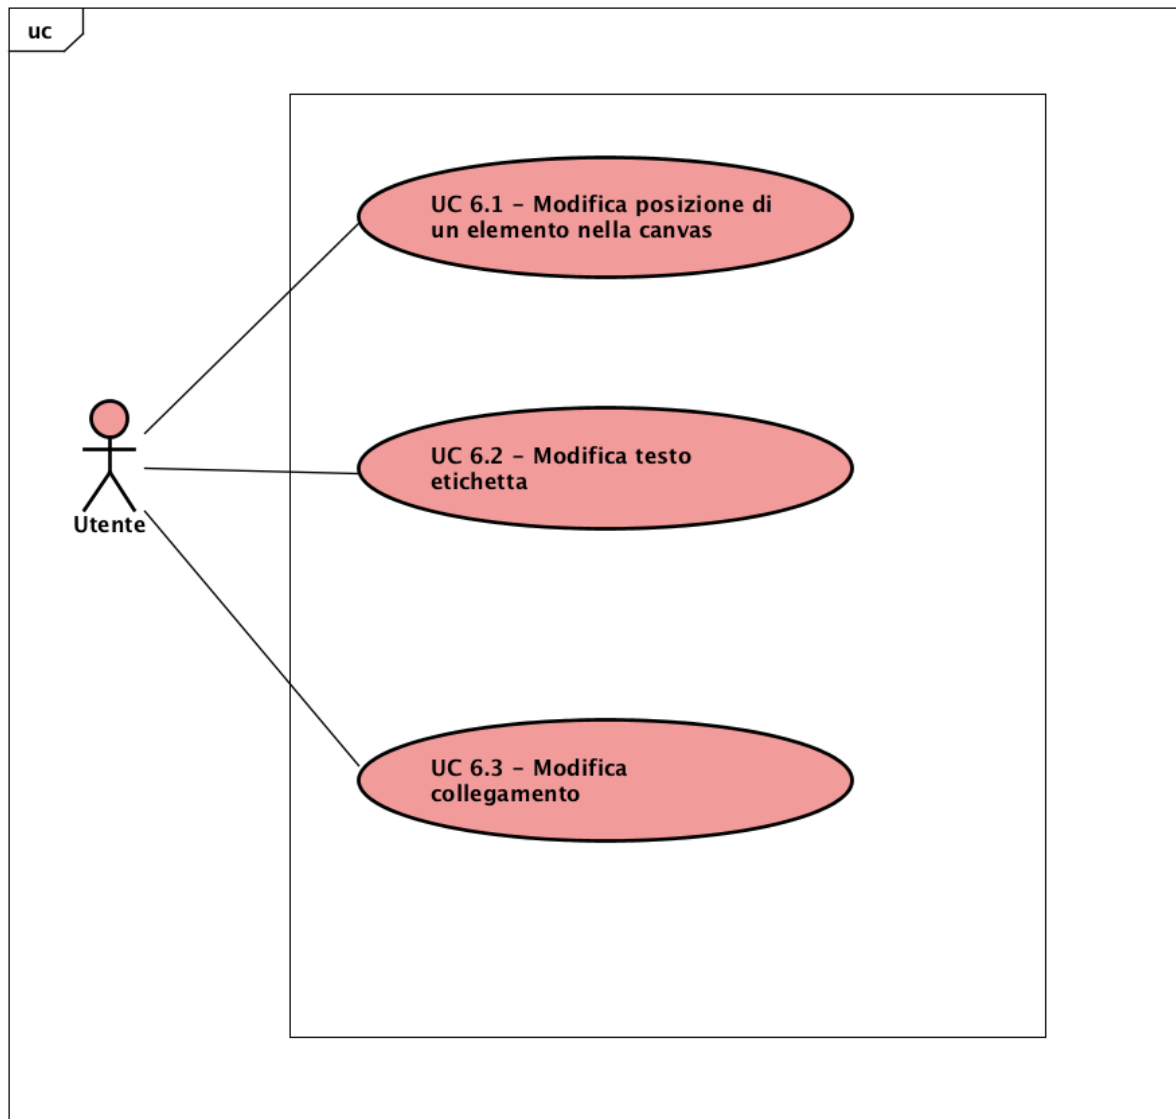 uc
UC 6.1 – Modifica posizione di
un elemento nella canvas
UC 6.2 – Modifica testo
etichetta
Utente
UC 6.3 – Modifica
collegamento